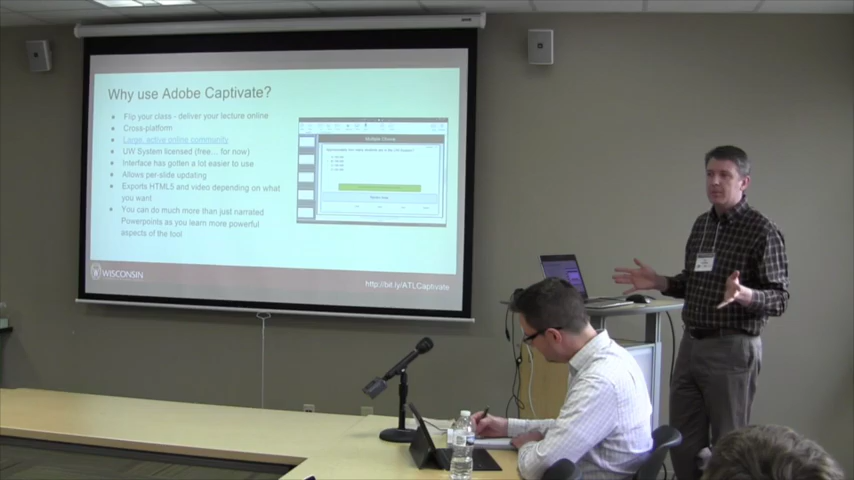 Why use Adobe Captivate?
Flip your class - deliver your lecture online
Cross-platform
Large, active online community
UW System licensed (free... for now)
Interface has gotten a lot easier to use
Allows per-slide updating
Exports HTML5 and video depending on what
you want
You can do much more than just narrated
Powerpoints as you learn more powerful
aspects of the tool
Multiple Choice
WISCONSIN
http://bit.ly/ATLCaptivate